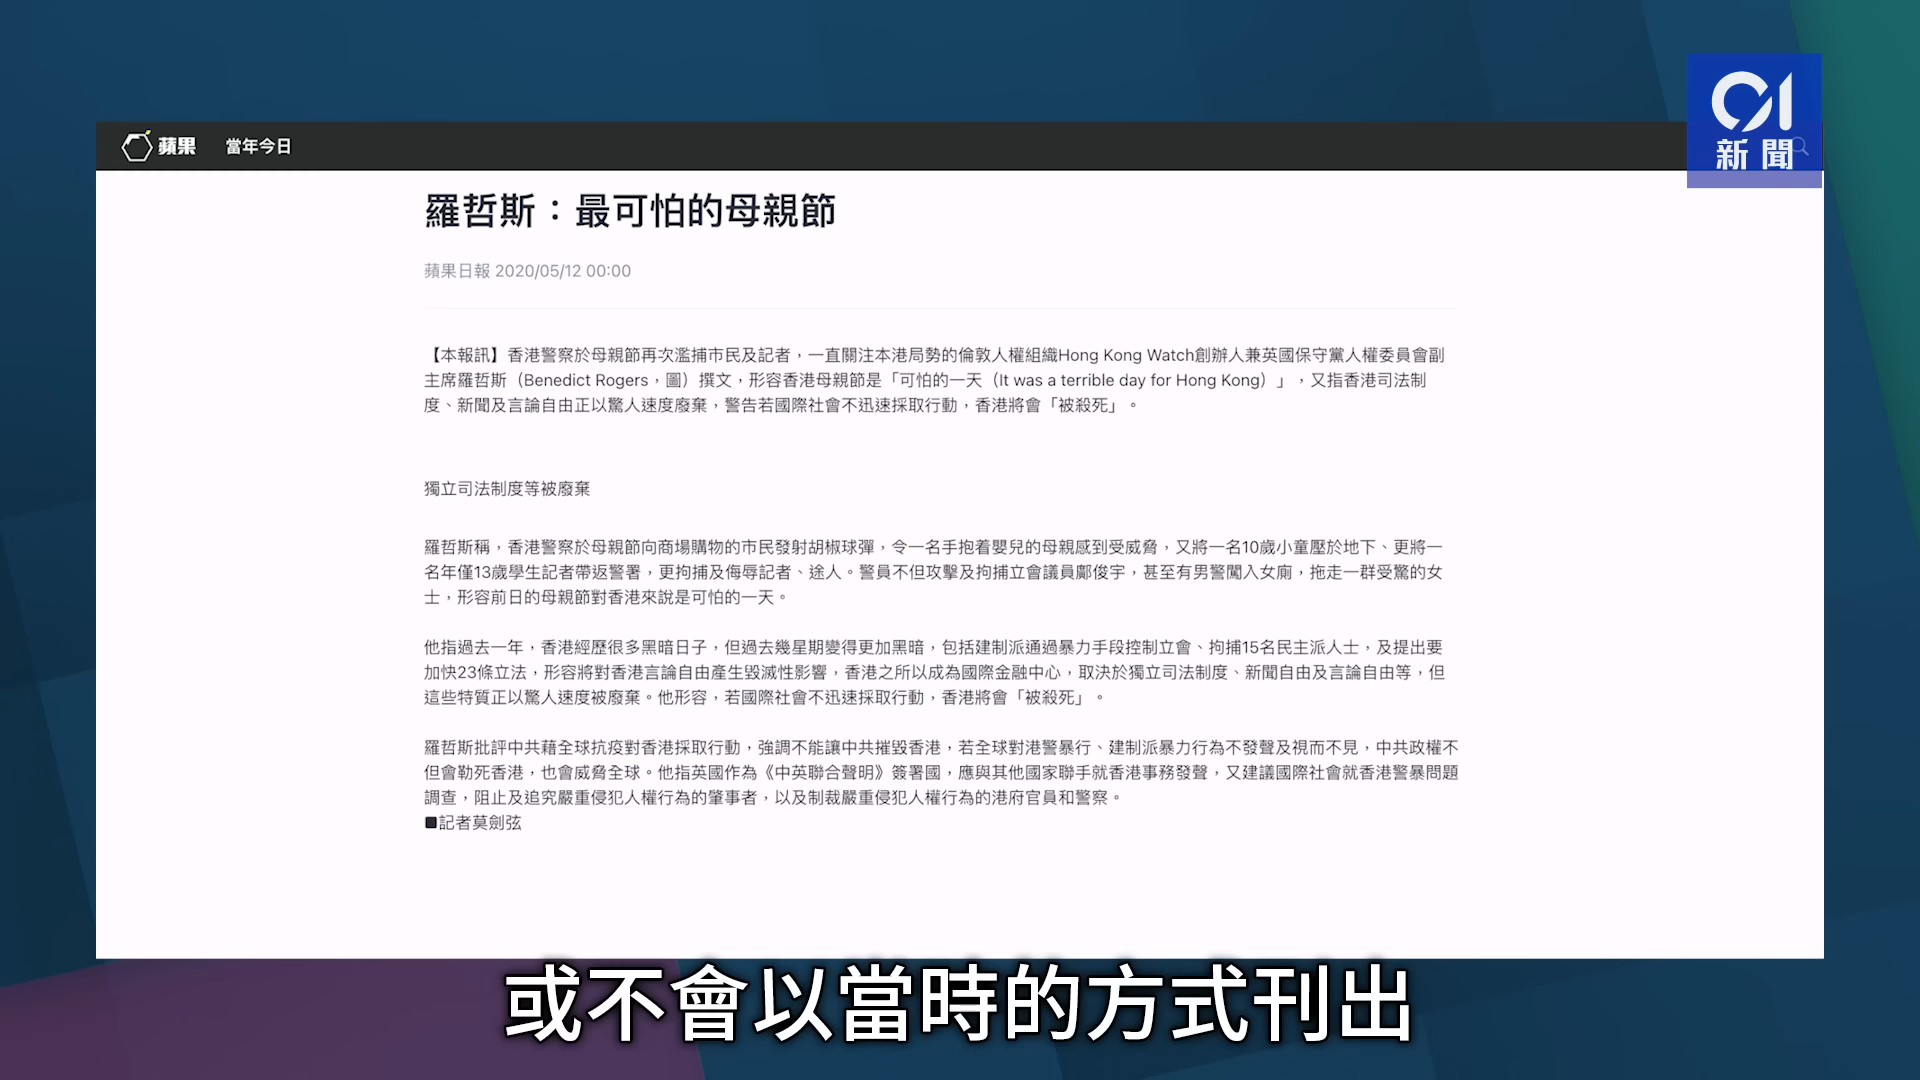 蘋果 當年今日
01
新聞
羅哲斯：最可怕的母親節
蘋果日報 2020/05/12 00:00
【本報訊】香港警察於母親節再次濫捕市民及記者，一直關注本港局勢的倫敦人權組織Hong Kong Watch創辦人兼英國保守黨人權委員會副
主席羅哲斯（Benedict Rogers，圖）撰文，形容香港母親節是「可怕的一天（It was a terrible day for Hong Kong）」，又指香港司法制
度、新聞及言論自由正以驚人速度廢棄，警告若國際社會不迅速採取行動，香港將會「被殺死」。
獨立司法制度等被廢棄
羅哲斯稱，香港警察於母親節向商場購物的市民發射胡椒球彈，令一名手抱着嬰兒的母親感到受威脅，又將一名10歲小童壓於地下、更將一
名年僅13歲學生記者帶返警署，更拘捕及侮辱記者、途人。警員不但攻擊及拘捕立會議員鄺俊宇，甚至有男警闖入女廁，拖走一群受驚的女
士，形容前日的母親節對香港來說是可怕的一天。
他指過去一年，香港經歷很多黑暗日子，但過去幾星期變得更加黑暗，包括建制派通過暴力手段控制立會、拘捕15名民主派人士，及提出要
加快23條立法，形容將對香港言論自由產生毀滅性影響，香港之所以成為國際金融中心，取決於獨立司法制度、新聞自由及言論自由等，但
這些特質正以驚人速度被廢棄。他形容，若國際社會不迅速採取行動，香港將會「被殺死」。
羅哲斯批評中共藉全球抗疫對香港採取行動，強調不能讓中共摧毀香港，若全球對港警暴行、建制派暴力行為不發聲及視而不見，中共政權不
但會勒死香港，也會威脅全球。他指英國作為《中英聯合聲明》簽署國，應與其他國家聯手就香港事務發聲，又建議國際社會就香港警暴問題
調查，阻止及追究嚴重侵犯人權行為的肇事者，以及制裁嚴重侵犯人權行為的港府官員和警察。
■記者莫劍弦
或不會以當時的方式刊出